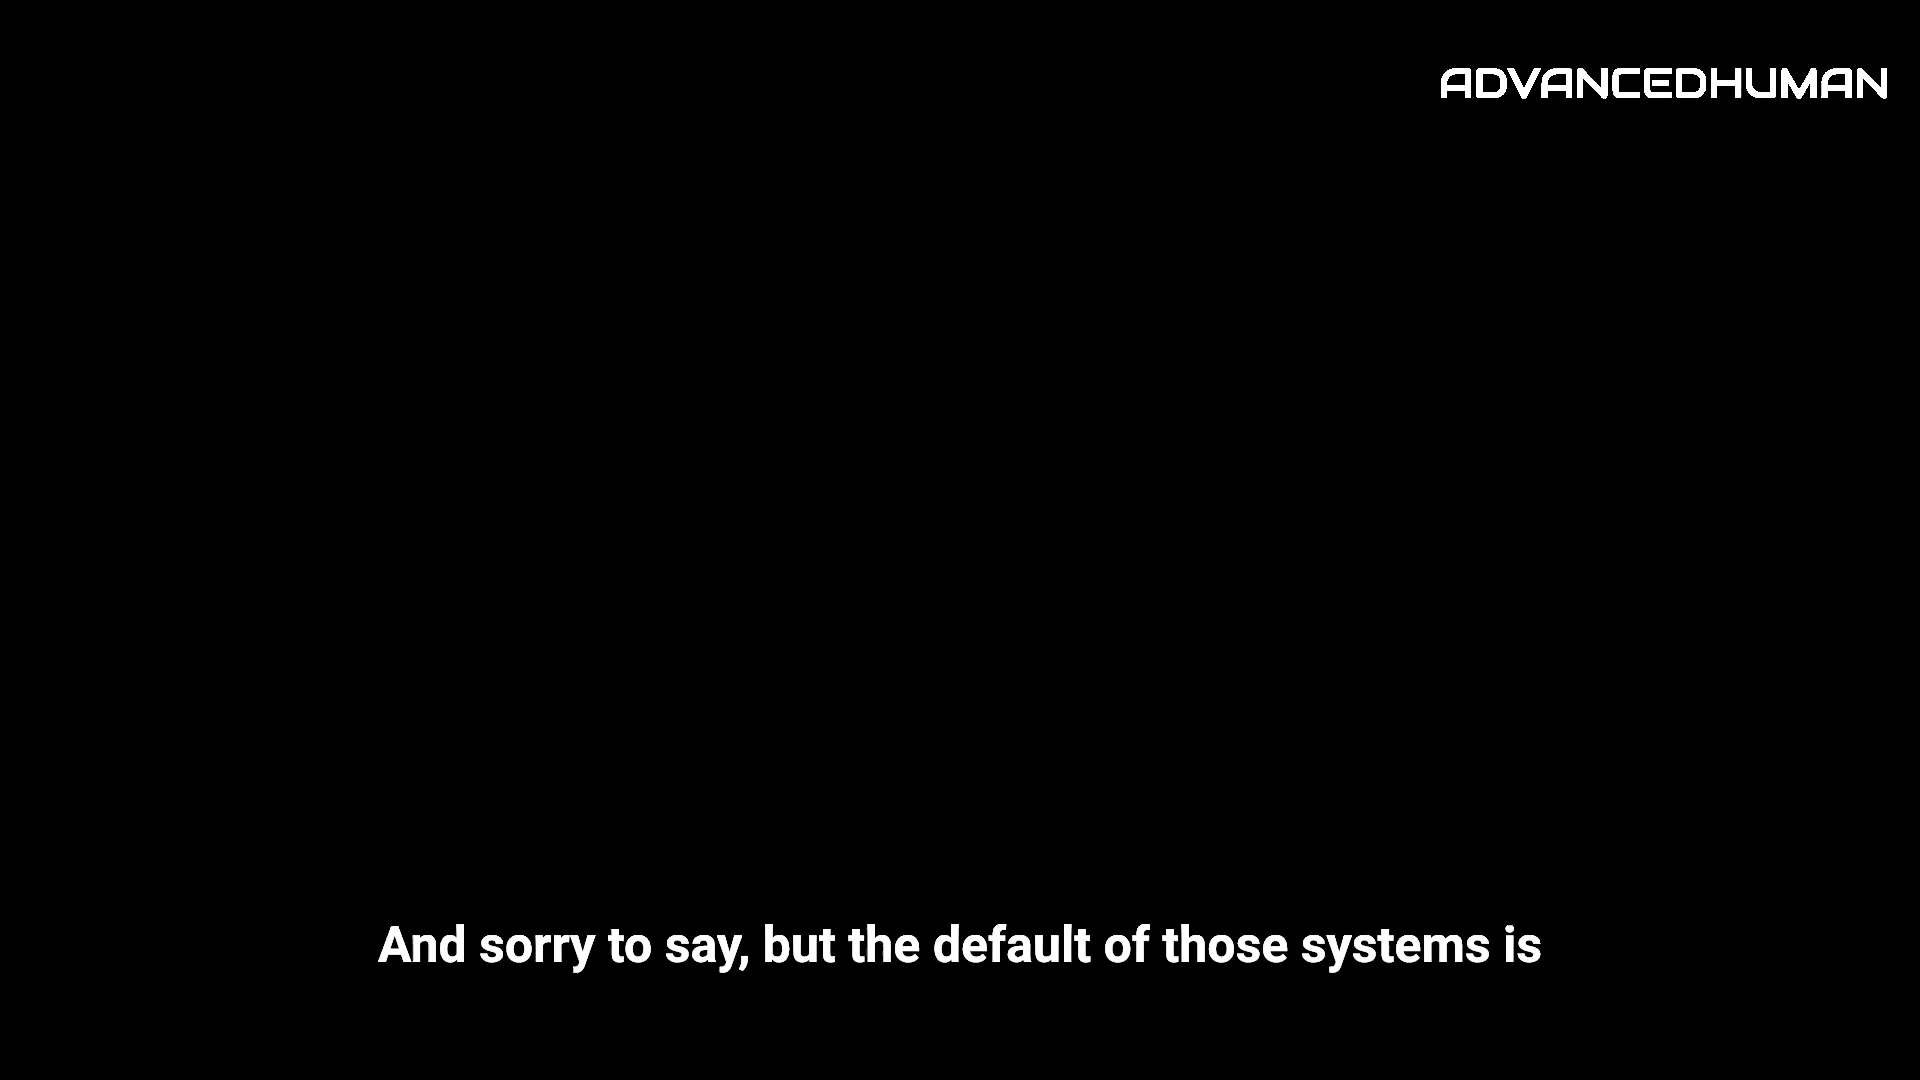 ADVANCEDHUMAN
And sorry to say, but the default of those systems is